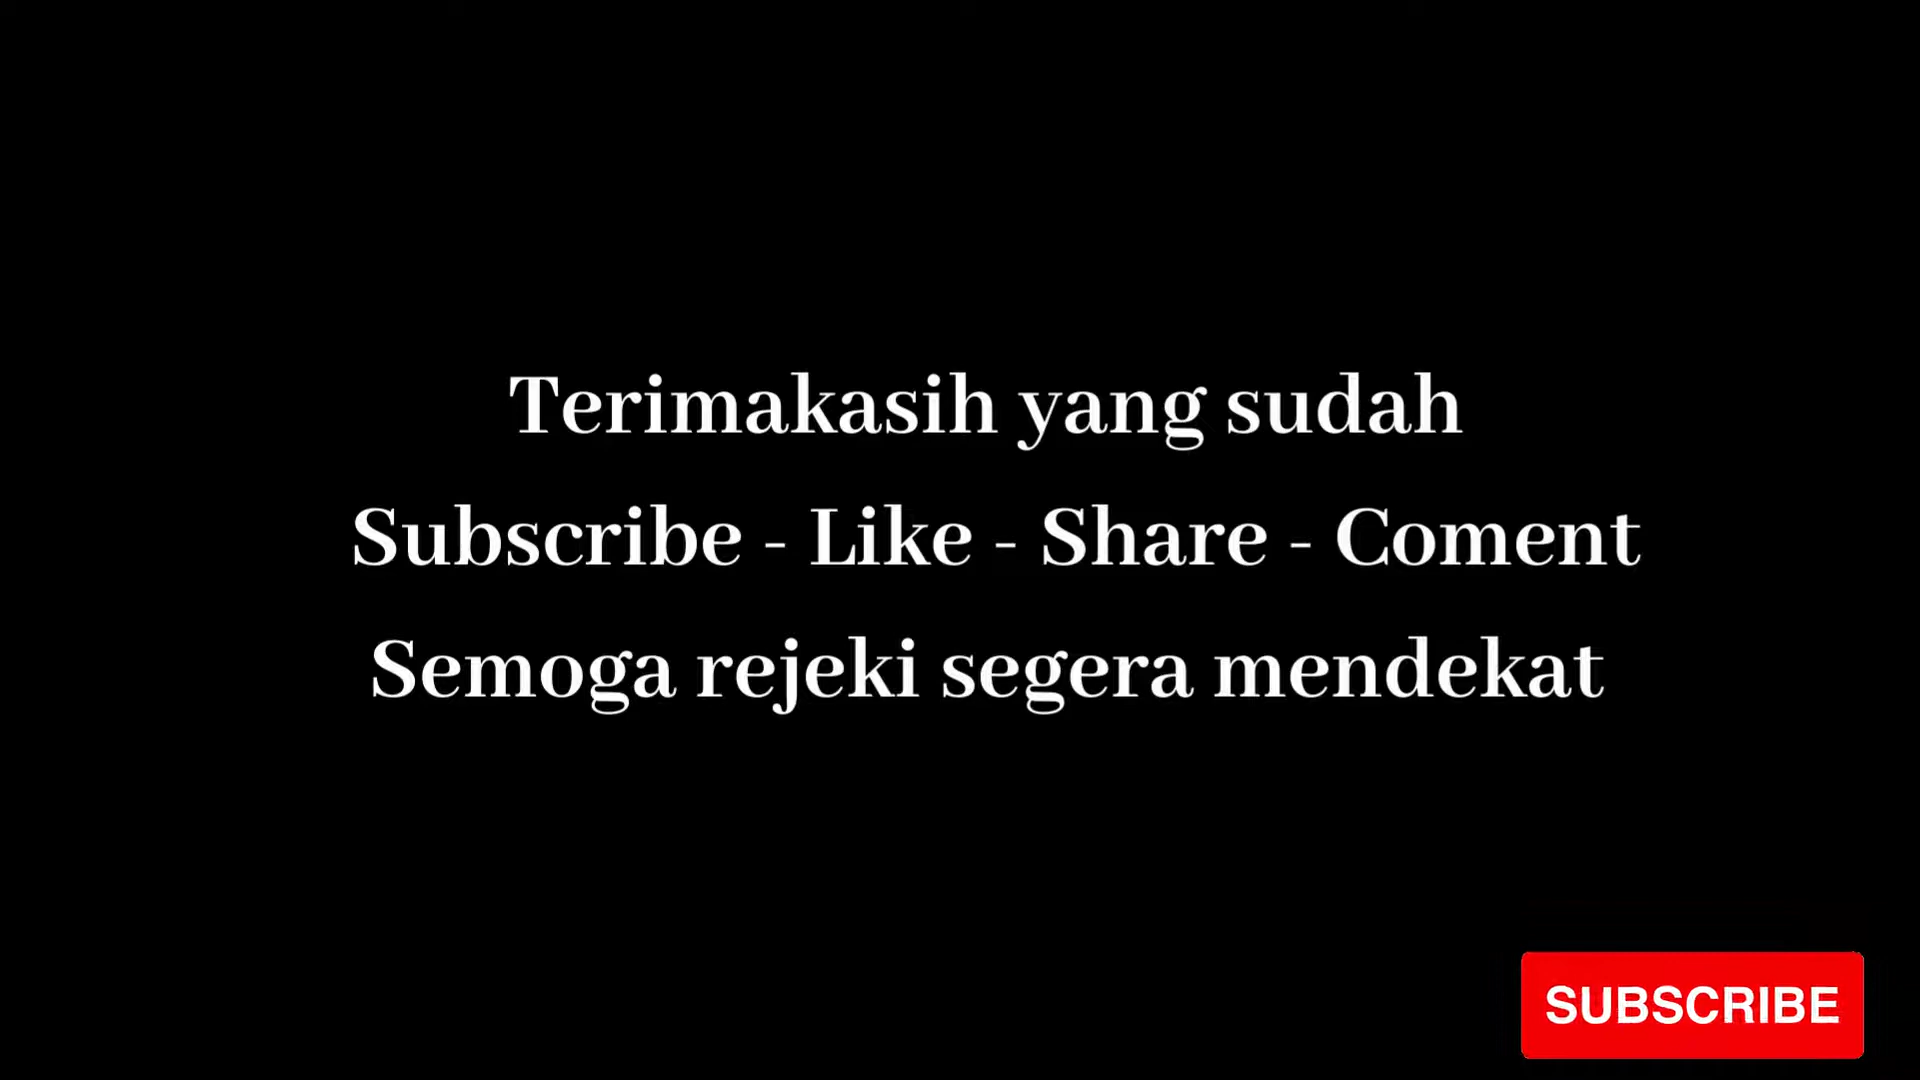 Terimakasih yang sudah
Subscribe - Like - Share - Coment
Semoga rejeki segera mendekat
SUBSCRIBE